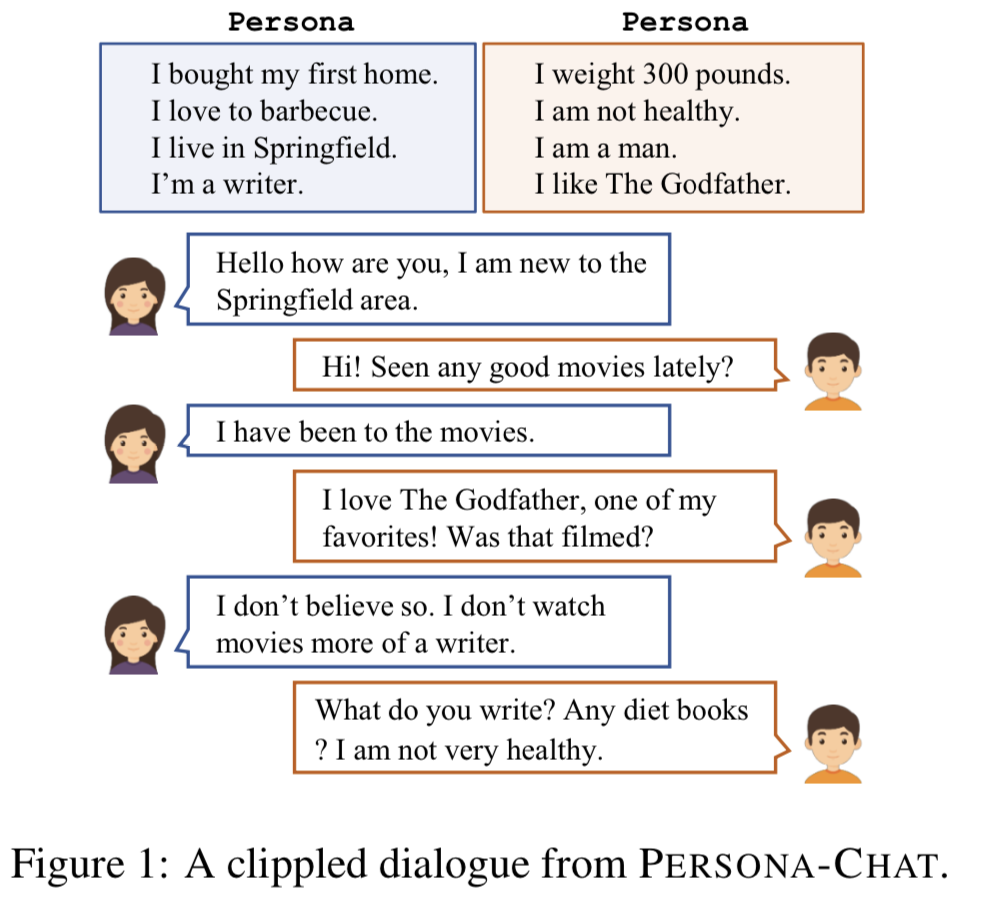 Persona
I bought my first home.
I love to barbecue.
I live in Springfield.
I'm a writer.
Persona
I weight 300 pounds.
I am not healthy.
I am a man.
I like The Godfather.
Hello how are you, I am new to the
Springfield area.
Hi! Seen any good movies lately?
I have been to the movies.
I love The Godfather, one of my
favorites! Was that filmed?
I don't believe so. I don't watch
movies more of a writer.
What do you write? Any diet books
? I am not very healthy.
Figure 1: A clippled dialogue from PERSONA-CHAT.